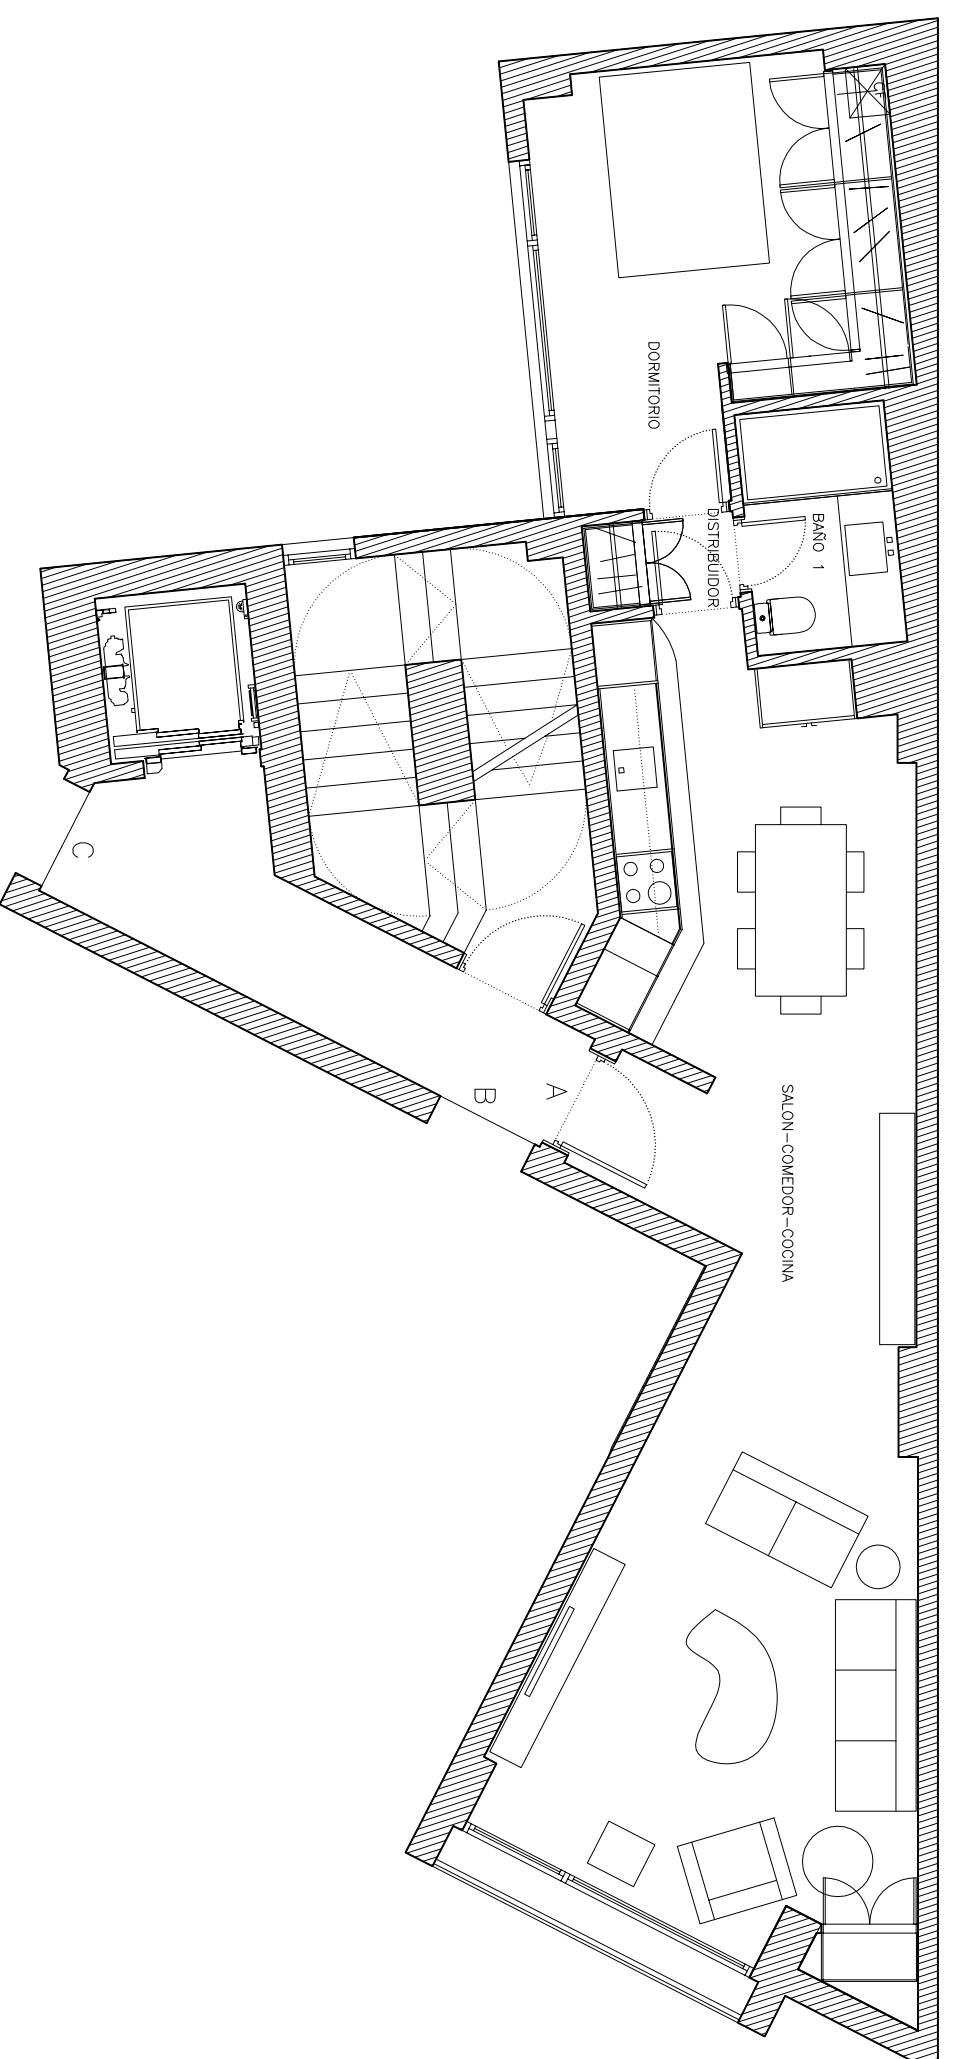 DORMITORIO
DISTRIBUIDOR
BAÑO 1
C
B
A
SALON-COMEDOR-COCINA